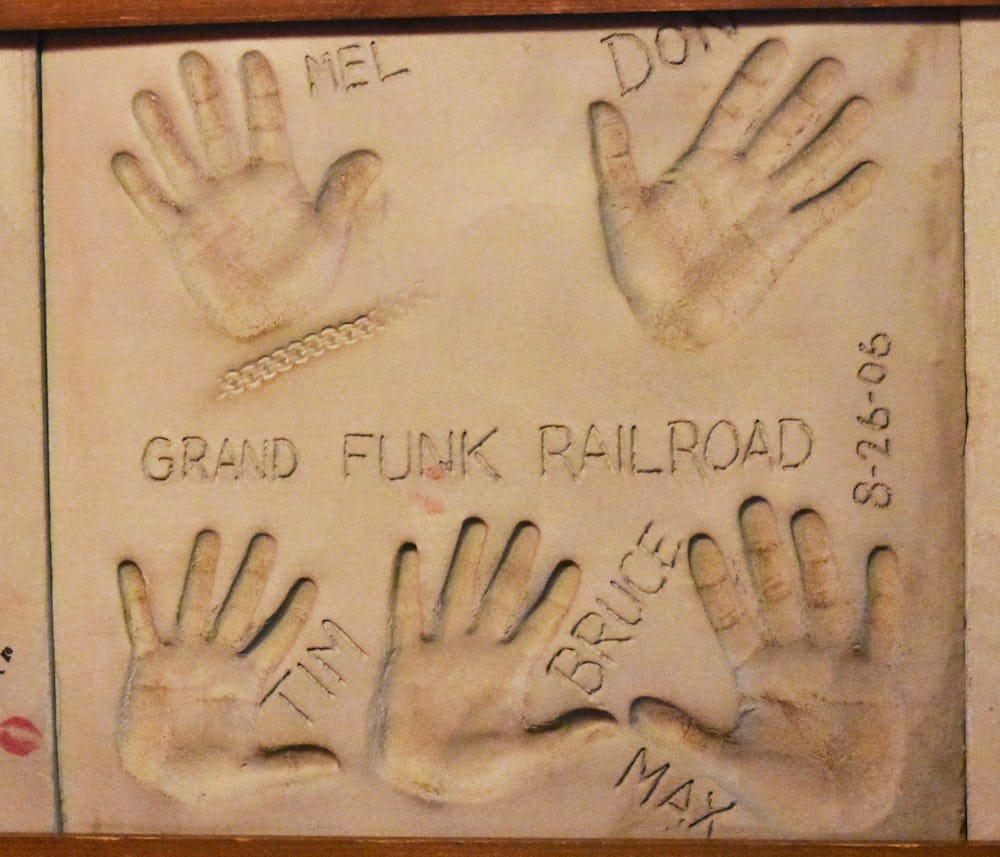 MEL
DON
GRAND FUNK RAILROAD
8-26-06
TIM
BRUCE
MAX